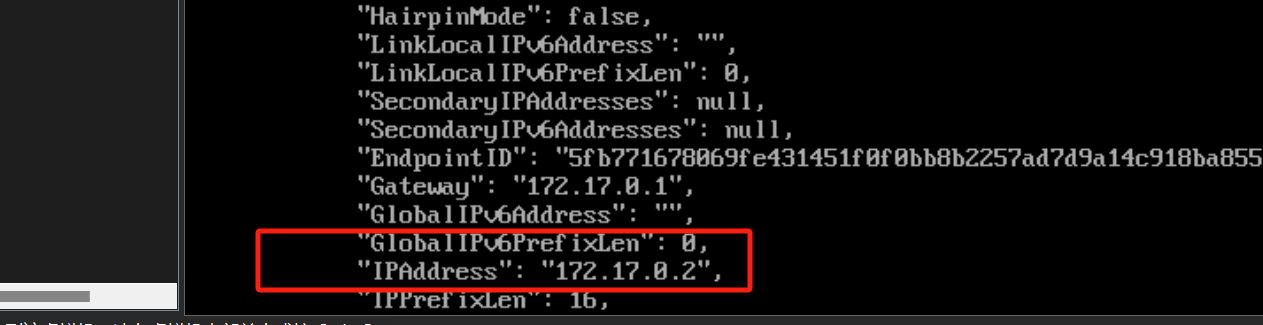 "HairpinMode": false,
"LinkLocalIPv6Address": "",
"LinkLocalIPv6PrefixLen": 0,
"SecondaryIPAddresses": null,
"SecondaryIPv6Addresses": null,
"EndpointID": "5fb771678069fe431451f0f0bb8b2257ad7d9a14c918ba855
"Gateway": "172.17.0.1",
"GlobalIPv6Address": "",
"GlobalIPv6PrefixLen": 0,
"IPAddress": "172.17.0.2",
"IPPrefixLen": 16,